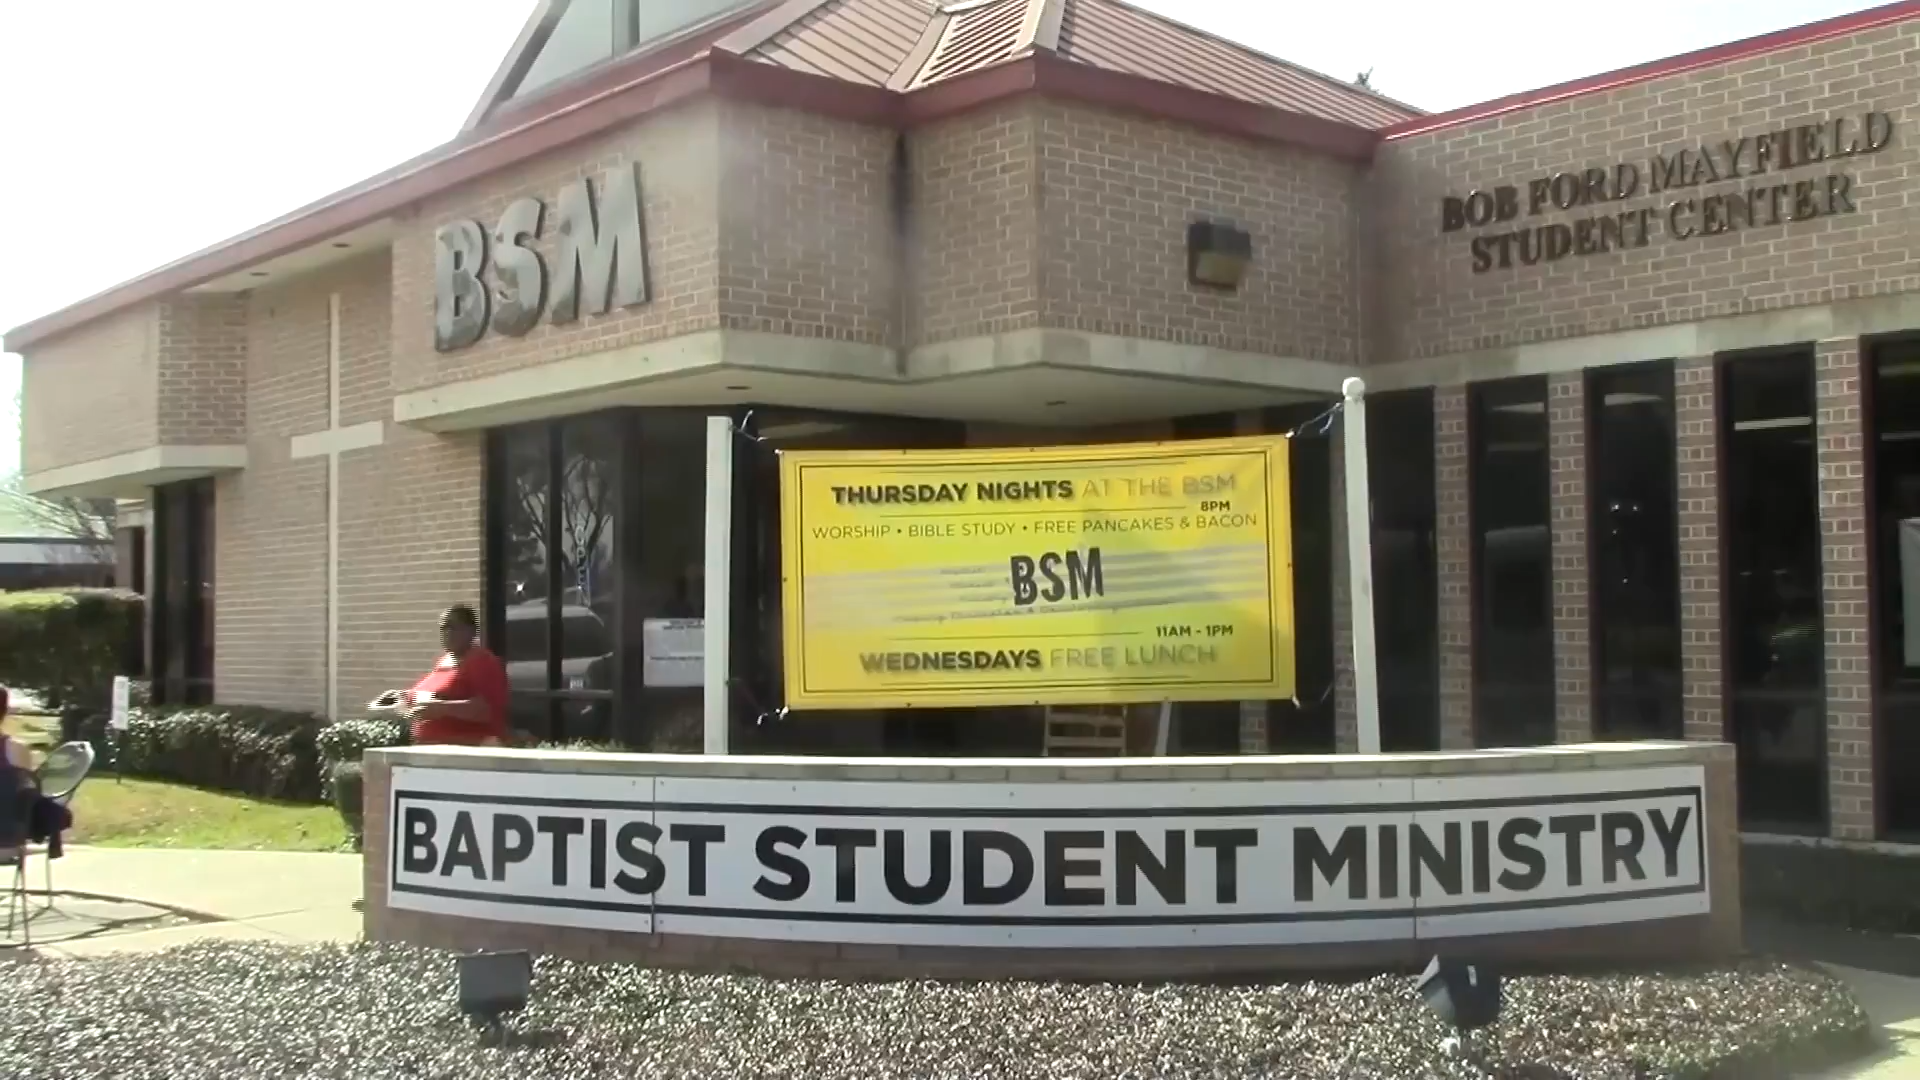 BSM
BOB FORD MAYFIELD
STUDENT CENTER
THURSDAY NIGHTS AT THE BSM
8PM
WORSHIP • BIBLE STUDY • FREE PANCAKES & BACON
BSM
11AM - 1PM
WEDNESDAYS FREE LUNCH
BAPTIST STUDENT MINISTRY